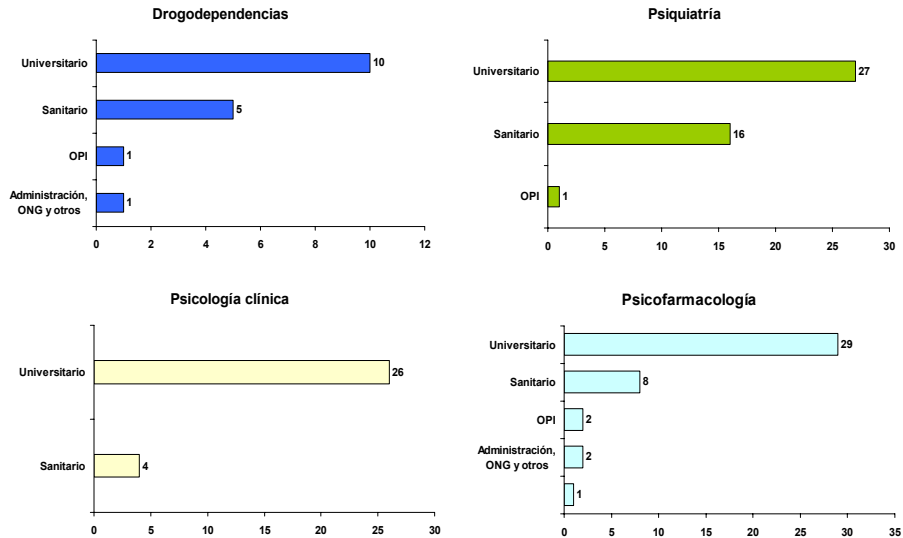 Drogodependencias
Universitario
10
Sanitario
5
OPI
1
Administración,
ONG y otros
1
0 2 4 6 8 10 12
Psiquiatría
Universitario
27
Sanitario
16
OPI
1
0 5 10 15 20 25 30
Psicología clínica
Universitario
26
Sanitario
4
0 5 10 15 20 25 30
Psicofarmacología
Universitario
29
Sanitario
8
OPI
2
Administración,
ONG y otros
2
1
0 5 10 15 20 25 30 35